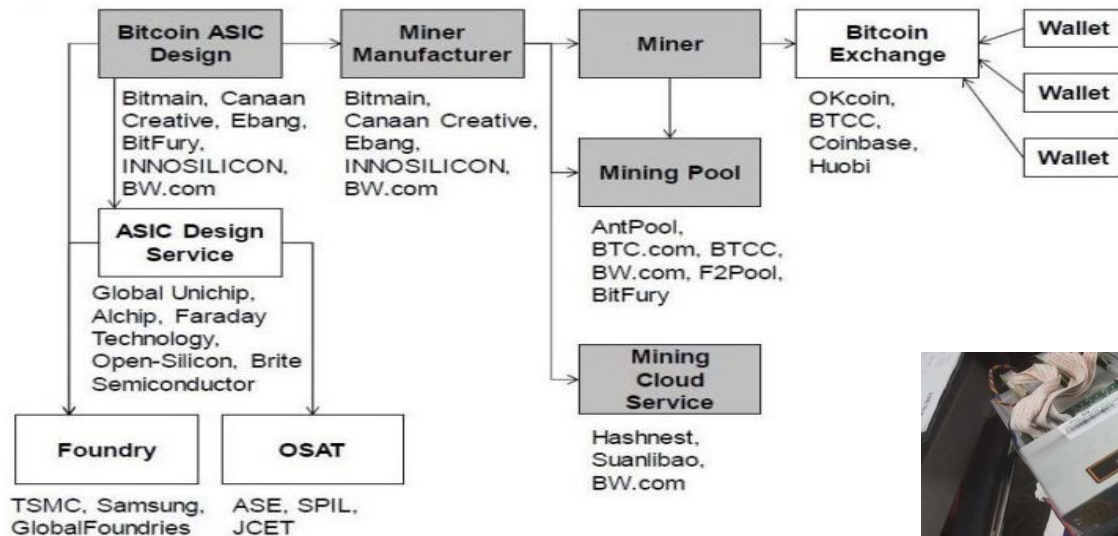 Bitcoin ASIC
Design
Miner
Manufacturer
Miner
Bitcoin
Exchange
Wallet
Wallet
Wallet
Bitmain, Canaan
Creative, Ebang,
BitFury,
INNOSILICON,
BW.com
Bitmain,
Canaan Creative,
Ebang,
INNOSILICON,
BW.com
OKcoin,
BTCC,
Coinbase,
Huobi
Mining Pool
AntPool,
BTC.com, BTCC,
BW.com, F2Pool,
BitFury
ASIC Design
Service
Global Unichip,
Alchip, Faraday
Technology,
Open-Silicon, Brite
Semiconductor
Mining
Cloud
Service
Hashnest,
Suanlibao,
BW.com
Foundry
OSAT
TSMC, Samsung,
GlobalFoundries
ASE, SPIL,
JCET